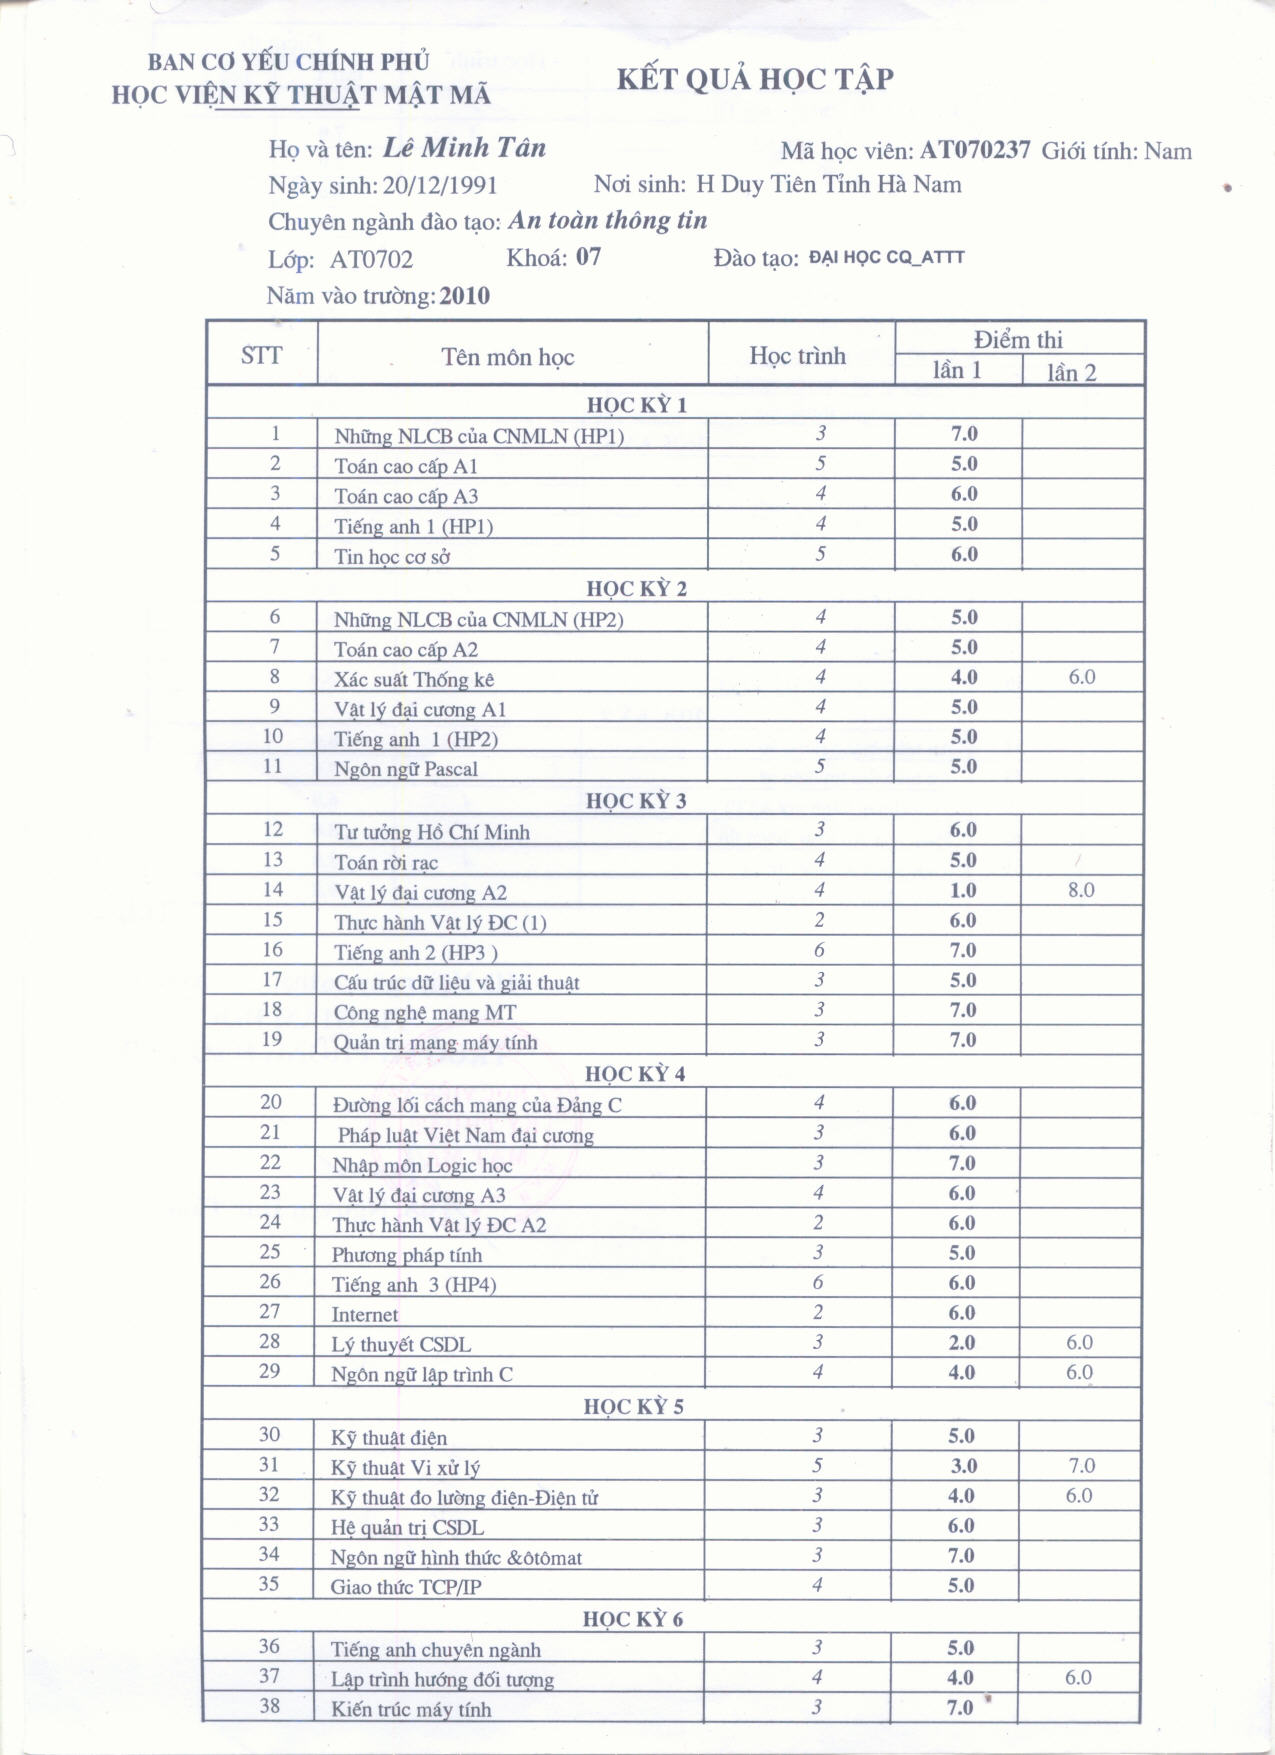 BAN CƠ YẾU CHÍNH PHỦ
HỌC VIỆN KỸ THUẬT MẬT MÃ
KẾT QUẢ HỌC TẬP
Họ và tên: Lê Minh Tân Mã học viên: AT070237 Giới tính: Nam
Ngày sinh: 20/12/1991 Nơi sinh: H Duy Tiên Tỉnh Hà Nam
Chuyên ngành đào tạo: An toàn thông tin
Lớp: AT0702 Khoá: 07 Đào tạo: ĐẠI HỌC CQ_ATTT
Năm vào trường: 2010
STT Tên môn học Học trình Điểm thi
lần 1 lần 2
HỌC KỲ 1
1 Những NLCB của CNMLN (HP1) 3 7.0
2 Toán cao cấp A1 5 5.0
3 Toán cao cấp A3 4 6.0
4 Tiếng anh 1 (HP1) 4 5.0
5 Tin học cơ sở 5 6.0
HỌC KỲ 2
6 Những NLCB của CNMLN (HP2) 4 5.0
7 Toán cao cấp A2 4 5.0
8 Xác suất Thống kê 4 4.0 6.0
9 Vật lý đại cương A1 4 5.0
10 Tiếng anh 1 (HP2) 4 5.0
11 Ngôn ngữ Pascal 5 5.0
HỌC KỲ 3
12 Tư tưởng Hồ Chí Minh 3 6.0
13 Toán rời rạc 4 5.0
14 Vật lý đại cương A2 4 1.0 8.0
15 Thực hành Vật lý ĐC (1) 2 6.0
16 Tiếng anh 2 (HP3 ) 6 7.0
17 Cấu trúc dữ liệu và giải thuật 3 5.0
18 Công nghệ mạng MT 3 7.0
19 Quản trị mạng máy tính 3 7.0
HỌC KỲ 4
20 Đường lối cách mạng của Đảng C 4 6.0
21 Pháp luật Việt Nam đại cương 3 6.0
22 Nhập môn Logic học 3 7.0
23 Vật lý đại cương A3 4 6.0
24 Thực hành Vật lý ĐC A2 2 6.0
25 Phương pháp tính 3 5.0
26 Tiếng anh 3 (HP4) 6 6.0
27 Internet 2 6.0
28 Lý thuyết CSDL 3 2.0 6.0
29 Ngôn ngữ lập trình C 4 4.0 6.0
HỌC KỲ 5
30 Kỹ thuật điện 3 5.0
31 Kỹ thuật Vi xử lý 5 3.0 7.0
32 Kỹ thuật đo lường điện-Điện tử 3 4.0 6.0
33 Hệ quản trị CSDL 3 6.0
34 Ngôn ngữ hình thức &ôtômat 3 7.0
35 Giao thức TCP/IP 4 5.0
HỌC KỲ 6
36 Tiếng anh chuyên ngành 3 5.0
37 Lập trình hướng đối tượng 4 4.0 6.0
38 Kiến trúc máy tính 3 7.0